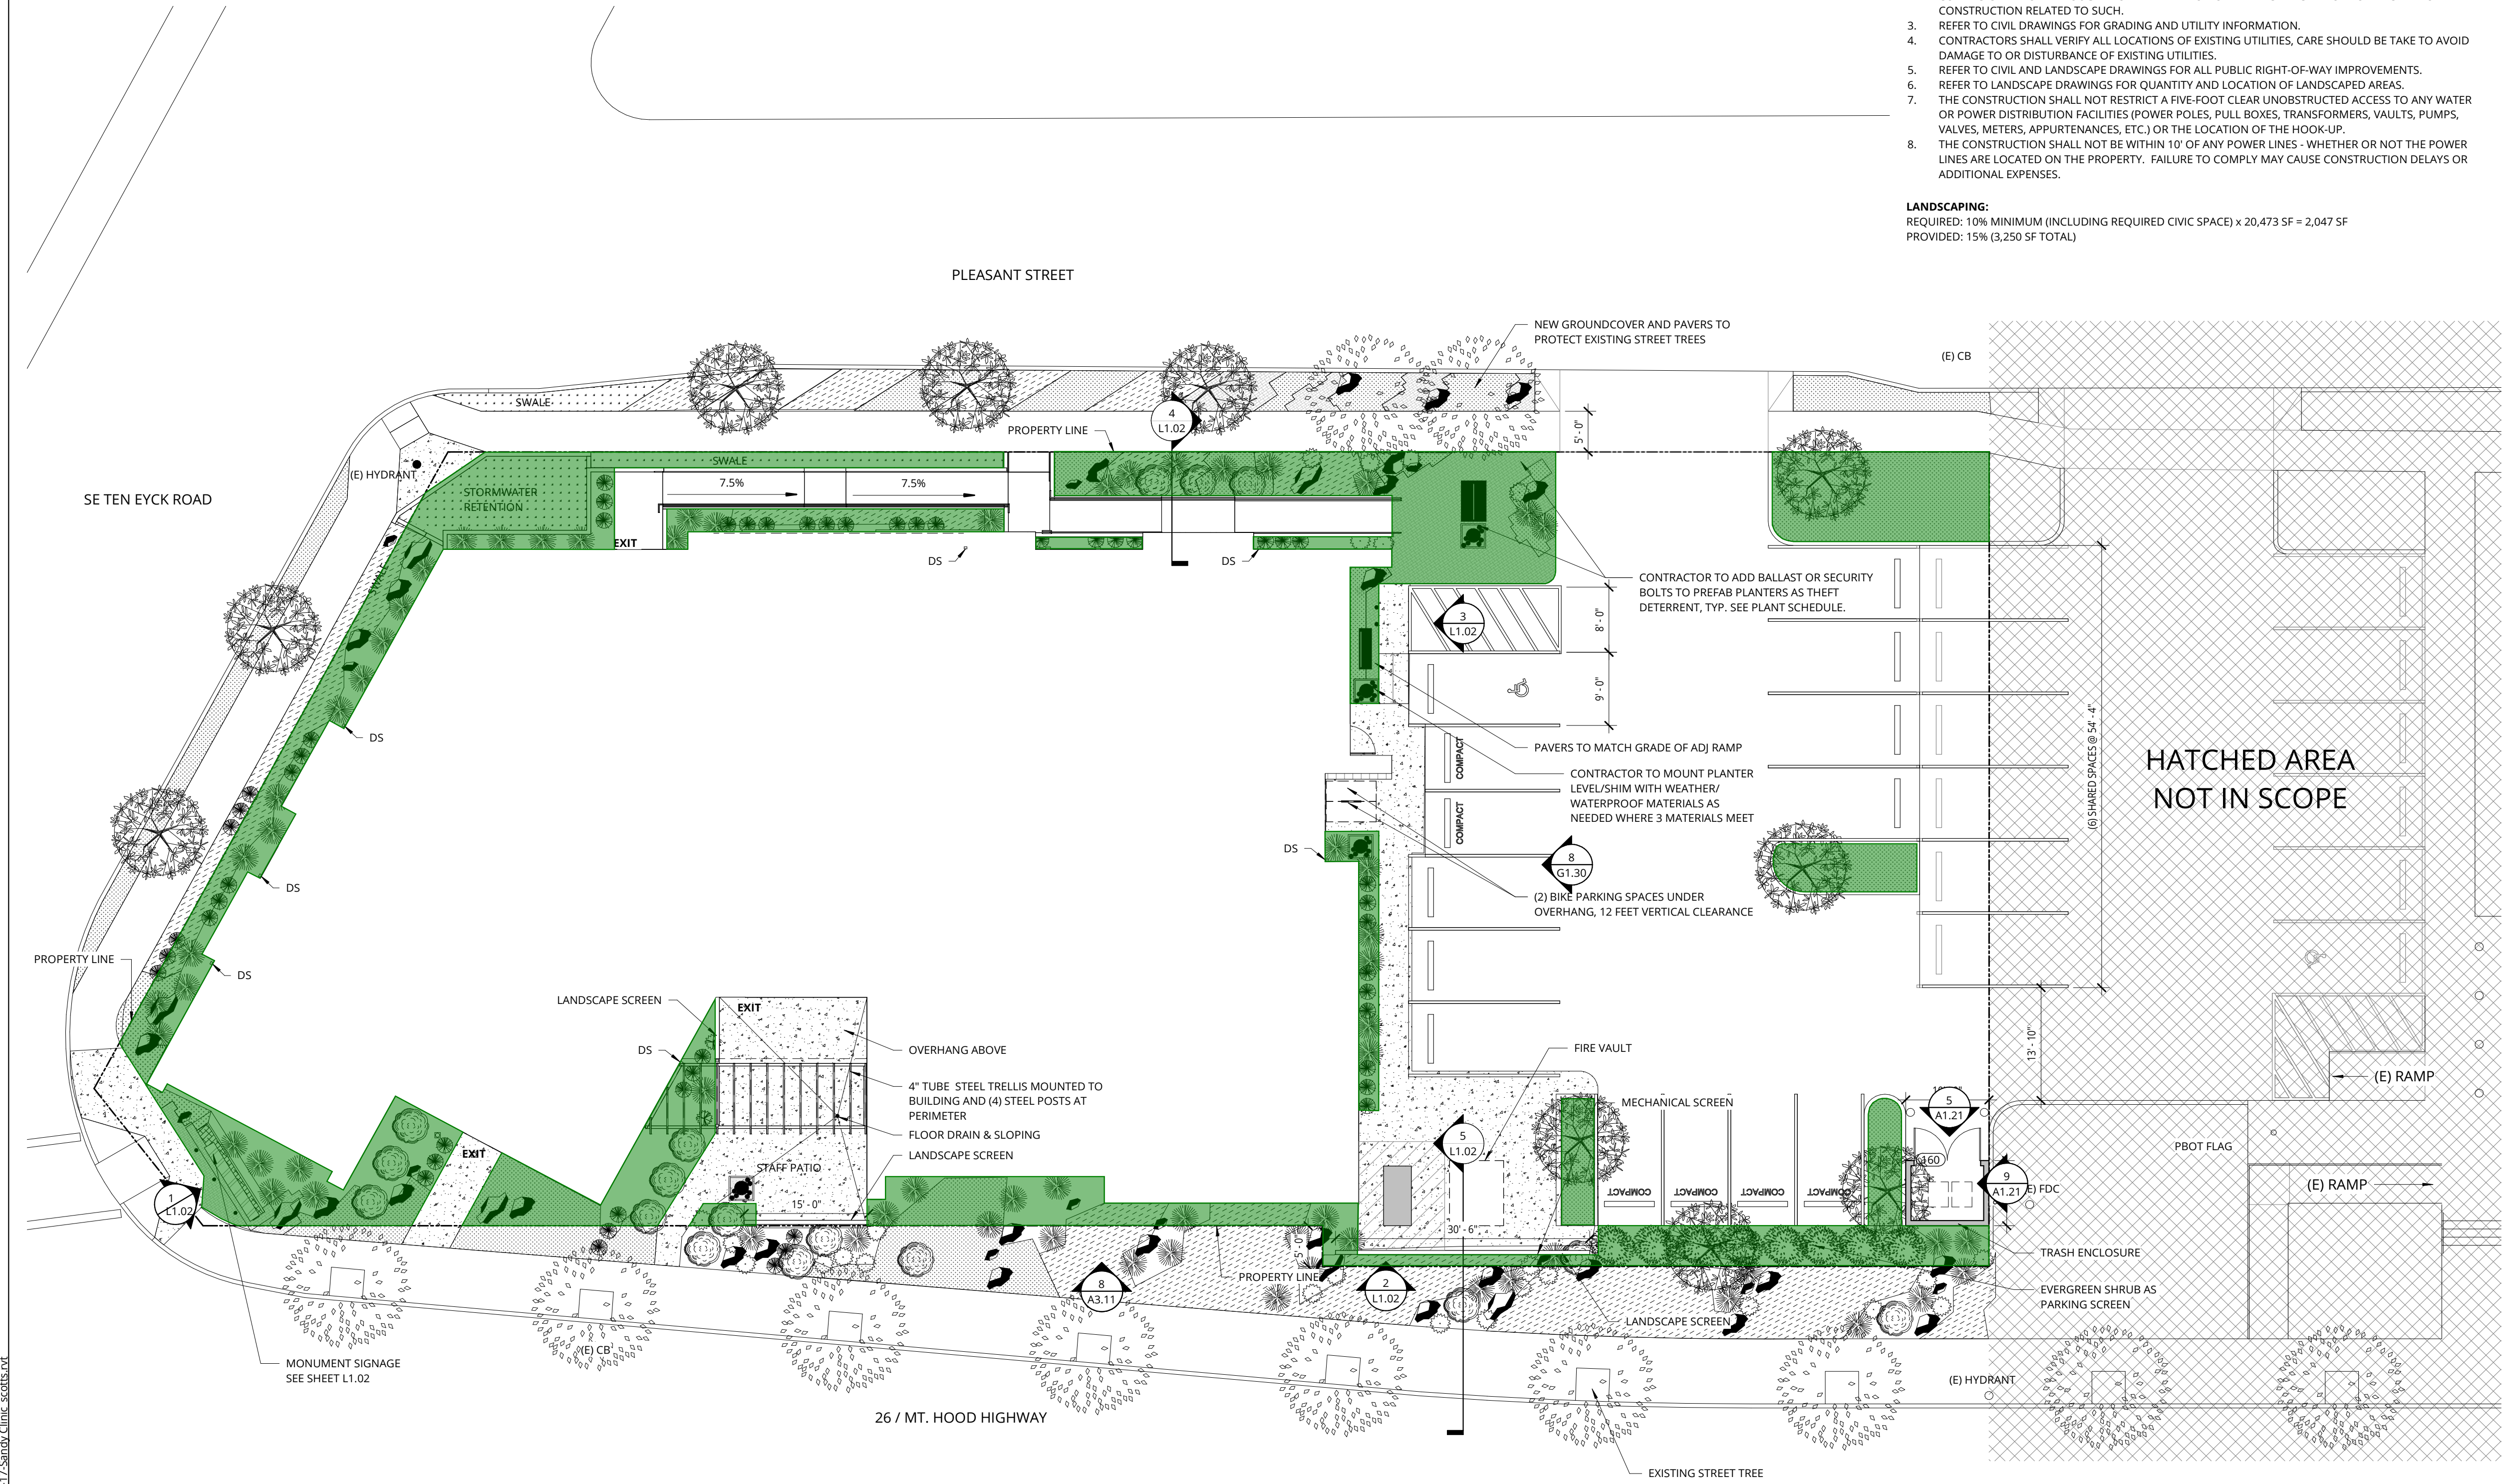 CONSTRUCTION RELATED TO SUCH.
3. REFER TO CIVIL DRAWINGS FOR GRADING AND UTILITY INFORMATION.
4. CONTRACTORS SHALL VERIFY ALL LOCATIONS OF EXISTING UTILITIES, CARE SHOULD BE TAKE TO AVOID
DAMAGE TO OR DISTURBANCE OF EXISTING UTILITIES.
5. REFER TO CIVIL AND LANDSCAPE DRAWINGS FOR ALL PUBLIC RIGHT-OF-WAY IMPROVEMENTS.
6. REFER TO LANDSCAPE DRAWINGS FOR QUANTITY AND LOCATION OF LANDSCAPED AREAS.
7. THE CONSTRUCTION SHALL NOT RESTRICT A FIVE-FOOT CLEAR UNOBSTRUCTED ACCESS TO ANY WATER
OR POWER DISTRIBUTION FACILITIES (POWER POLES, PULL BOXES, TRANSFORMERS, VAULTS, PUMPS,
VALVES, METERS, APPURTENANCES, ETC.) OR THE LOCATION OF THE HOOK-UP.
8. THE CONSTRUCTION SHALL NOT BE WITHIN 10' OF ANY POWER LINES - WHETHER OR NOT THE POWER
LINES ARE LOCATED ON THE PROPERTY. FAILURE TO COMPLY MAY CAUSE CONSTRUCTION DELAYS OR
ADDITIONAL EXPENSES.
LANDSCAPING:
REQUIRED: 10% MINIMUM (INCLUDING REQUIRED CIVIC SPACE) x 20,473 SF = 2,047 SF
PROVIDED: 15% (3,250 SF TOTAL)
PLEASANT STREET
NEW GROUNDCOVER AND PAVERS TO
PROTECT EXISTING STREET TREES
(E) CB
SWALE
4
L1.02
PROPERTY LINE
5' - 0"
SWALE
(E) HYDRANT
7.5%
7.5%
SE TEN EYCK ROAD
STORMWATER
RETENTION
EXIT
DS
DS
CONTRACTOR TO ADD BALLAST OR SECURITY
BOLTS TO PREFAB PLANTERS AS THEFT
DETERRENT, TYP. SEE PLANT SCHEDULE.
3
L1.02
8' - 0"
9' - 0"
DS
PAVERS TO MATCH GRADE OF ADJ RAMP
COMPACT
CONTRACTOR TO MOUNT PLANTER
LEVEL/SHIM WITH WEATHER/
WATERPROOF MATERIALS AS
NEEDED WHERE 3 MATERIALS MEET
COMPACT
(6) SHARED SPACES @ 54' - 4"
HATCHED AREA
NOT IN SCOPE
DS
8
G1.30
DS
(2) BIKE PARKING SPACES UNDER
OVERHANG, 12 FEET VERTICAL CLEARANCE
PROPERTY LINE
DS
LANDSCAPE SCREEN
EXIT
DS
OVERHANG ABOVE
FIRE VAULT
13' - 10"
4" TUBE STEEL TRELLIS MOUNTED TO
BUILDING AND (4) STEEL POSTS AT
PERIMETER
(E) RAMP
MECHANICAL SCREEN
5
A1.21
FLOOR DRAIN & SLOPING
5
L1.02
PBOT FLAG
LANDSCAPE SCREEN
EXIT
STAFF PATIO
160
9
A1.21
(E) RAMP
E) FDC
COMPACT
COMPACT
COMPACT
COMPACT
1
L1.02
15' - 0"
30' - 6"
5' - 0"
TRASH ENCLOSURE
PROPERTY LINE
8
A3.11
2
L1.02
EVERGREEN SHRUB AS
PARKING SCREEN
LANDSCAPE SCREEN
(E) CB
MONUMENT SIGNAGE
SEE SHEET L1.02
(E) HYDRANT
26 / MT. HOOD HIGHWAY
EXISTING STREET TREE
17-Sandy Clinic_scotts.rvt